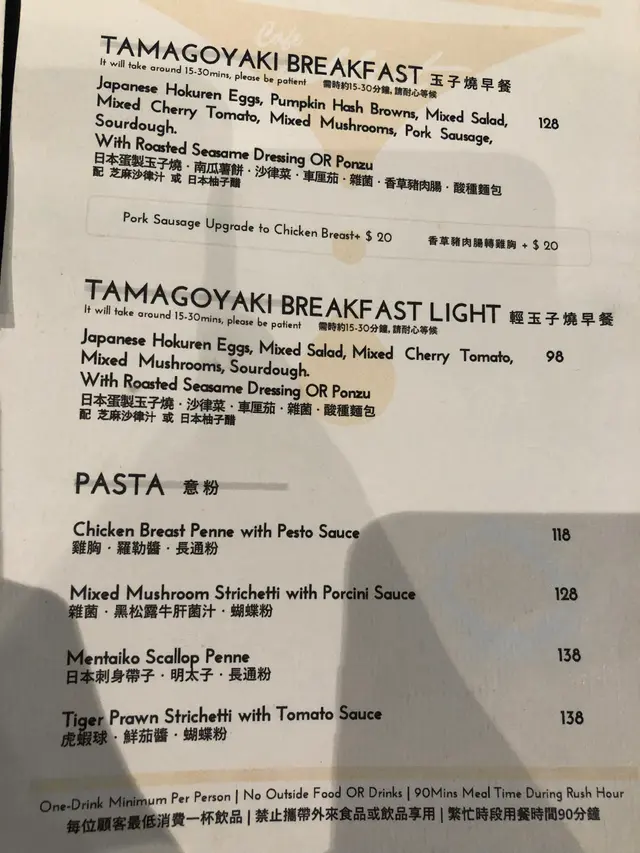 Cafe
TAMAGOYAKI BREAKFAST 玉子燒早餐
It will take around 15-30mins, please be patient 需時約15-30分鐘, 請耐心等候
Japanese Hokuren Eggs, Pumpkin Hash Browns, Mixed Salad, 128
Mixed Cherry Tomato, Mixed Mushrooms, Pork Sausage,
Sourdough.
With Roasted Seasame Dressing OR Ponzu
日本蛋製玉子燒 · 南瓜薯餅 · 沙律菜 · 車厘茄 · 雜菌 · 香草豬肉腸 · 酸種麵包
配 芝麻沙律汁 或 日本柚子醋
Pork Sausage Upgrade to Chicken Breast+ $ 20 香草豬肉腸轉雞胸 + $ 20
TAMAGOYAKI BREAKFAST LIGHT 輕玉子燒早餐
It will take around 15-30mins, please be patient 需時約15-30分鐘, 請耐心等候
Japanese Hokuren Eggs, Mixed Salad, Mixed Cherry Tomato, 98
Mixed Mushrooms, Sourdough.
With Roasted Seasame Dressing OR Ponzu
日本蛋製玉子燒 · 沙律菜 · 車厘茄 · 雜菌 · 酸種麵包
配 芝麻沙律汁 或 日本柚子醋
PASTA 意粉
Chicken Breast Penne with Pesto Sauce 118
雞胸 · 羅勒醬 · 長通粉
Mixed Mushroom Strichetti with Porcini Sauce 128
雜菌 · 黑松露牛肝菌汁 · 蝴蝶粉
Mentaiko Scallop Penne 138
日本刺身帶子 · 明太子 · 長通粉
Tiger Prawn Strichetti with Tomato Sauce 138
虎蝦球 · 鮮茄醬 · 蝴蝶粉
One-Drink Minimum Per Person | No Outside Food OR Drinks | 90Mins Meal Time During Rush Hour
每位顧客最低消費一杯飲品 | 禁止攜帶外來食品或飲品享用 | 繁忙時段用餐時間90分鐘